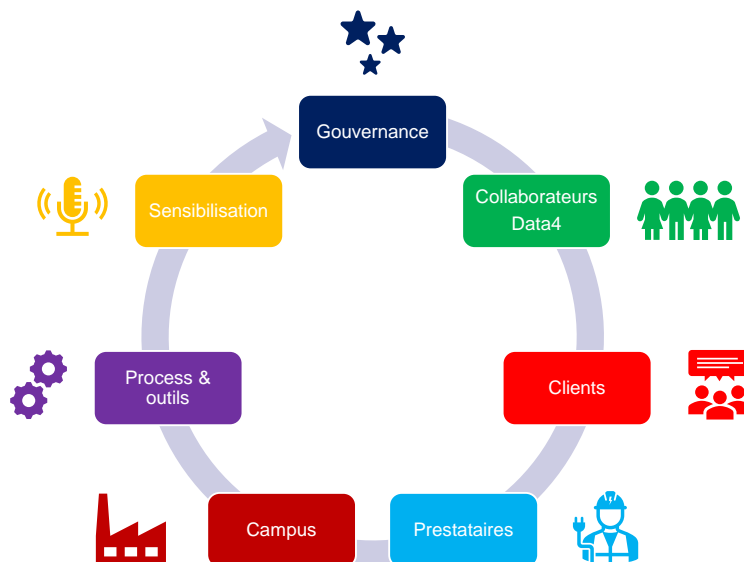 Gouvernance
Collaborateurs
Data4
Clients
Prestataires
Campus
Process &
outils
Sensibilisation